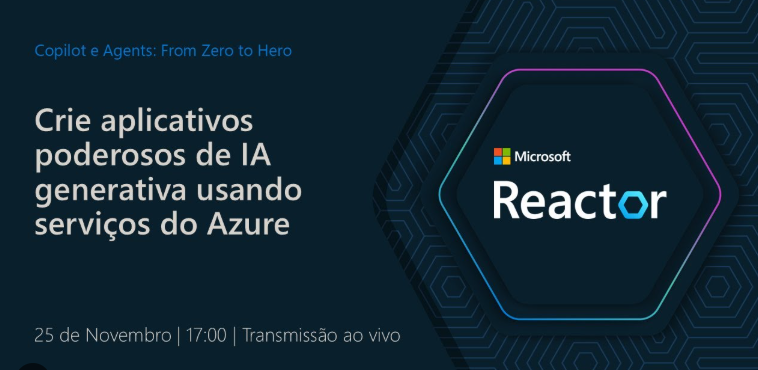 Copilot e Agents: From Zero to Hero
Crie aplicativos
poderosos de IA
generativa usando
serviços do Azure
Microsoft
Reactor
25 de Novembro | 17:00 | Transmissão ao vivo